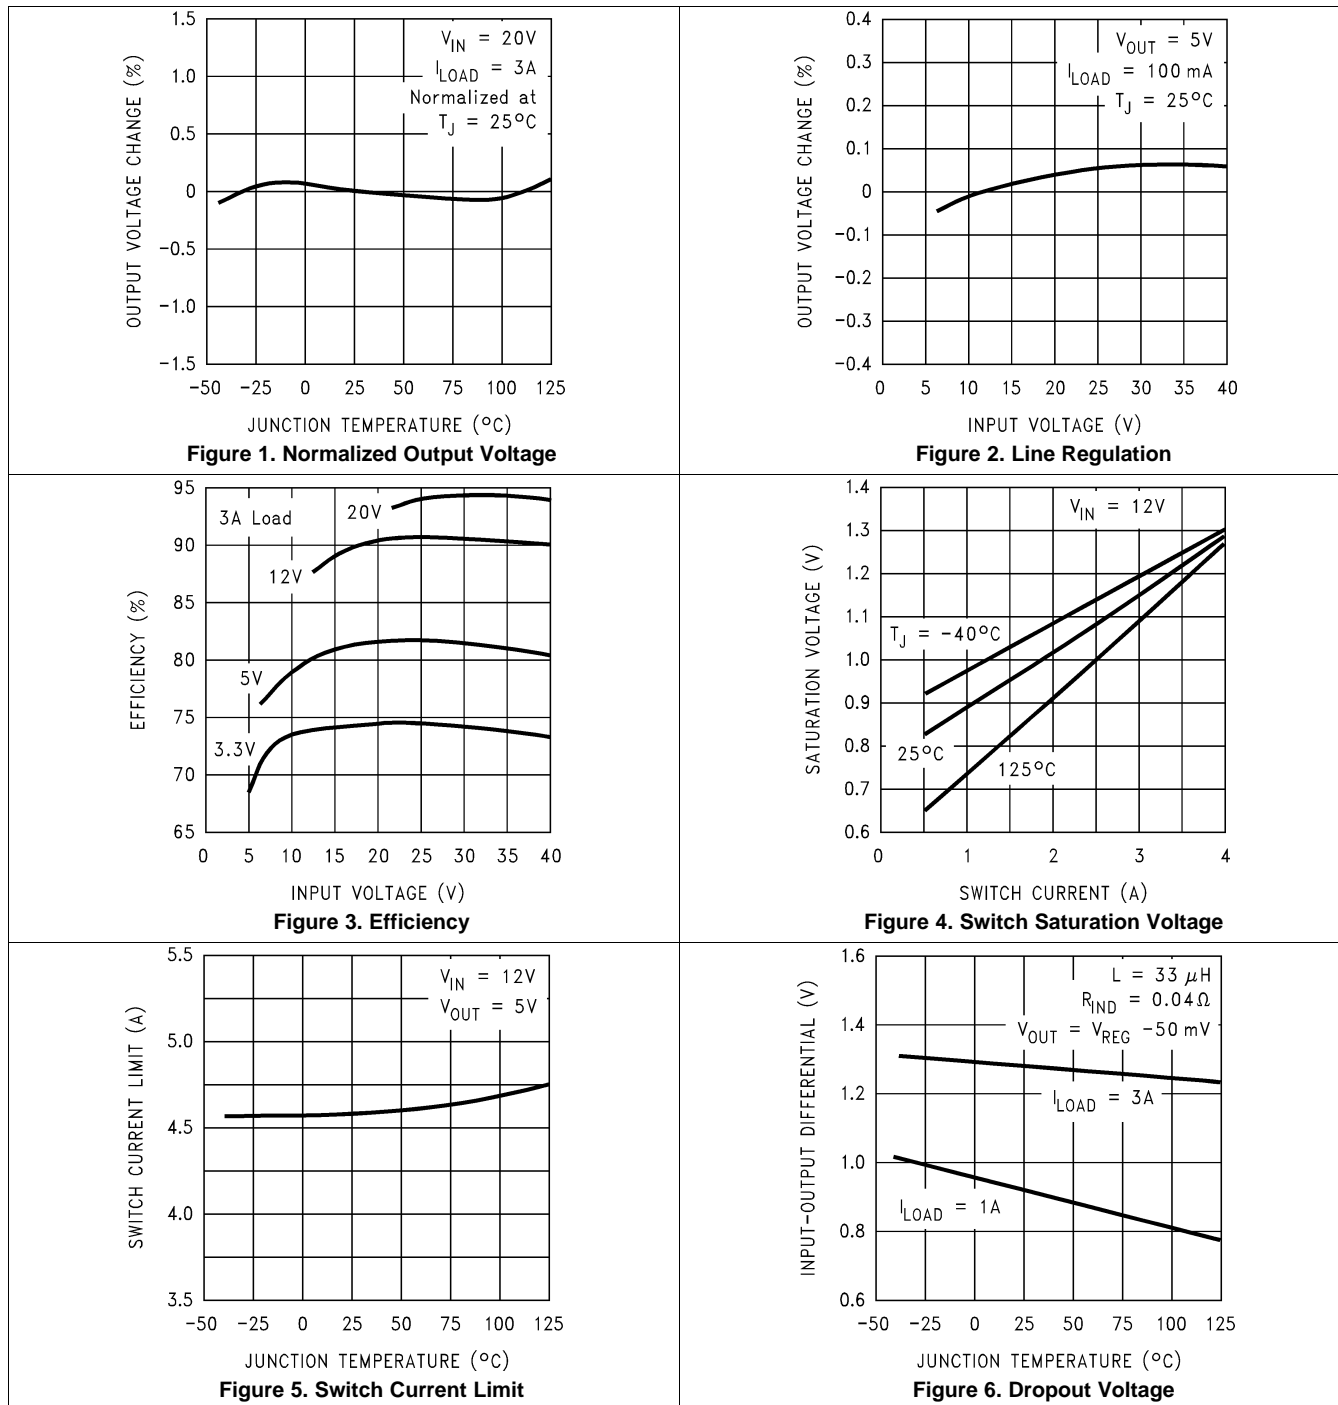 OUTPUT VOLTAGE CHANGE (%)
1.5
1.0
0.5
0
−0.5
−1.0
−1.5
V_IN = 20V
I_LOAD = 3A
Normalized at
T_J = 25°C
−50 −25 0 25 50 75 100 125
JUNCTION TEMPERATURE (°C)
Figure 1. Normalized Output Voltage
OUTPUT VOLTAGE CHANGE (%)
0.4
0.3
0.2
0.1
0
−0.1
−0.2
−0.3
−0.4
V_OUT = 5V
I_LOAD = 100 mA
T_J = 25°C
0 5 10 15 20 25 30 35 40
INPUT VOLTAGE (V)
Figure 2. Line Regulation
EFFICIENCY (%)
95
90
85
80
75
70
65
3A Load
20V
12V
5V
3.3V
0 5 10 15 20 25 30 35 40
INPUT VOLTAGE (V)
Figure 3. Efficiency
SATURATION VOLTAGE (V)
1.4
1.3
1.2
1.1
1.0
0.9
0.8
0.7
0.6
V_IN = 12V
T_J = −40°C
25°C
125°C
0 1 2 3 4
SWITCH CURRENT (A)
Figure 4. Switch Saturation Voltage
SWITCH CURRENT LIMIT (A)
5.5
5.0
4.5
4.0
3.5
V_IN = 12V
V_OUT = 5V
−50 −25 0 25 50 75 100 125
JUNCTION TEMPERATURE (°C)
Figure 5. Switch Current Limit
INPUT−OUTPUT DIFFERENTIAL (V)
1.6
1.4
1.2
1.0
0.8
0.6
L = 33 μH
R_IND = 0.04Ω
V_OUT = V_REG −50 mV
I_LOAD = 3A
I_LOAD = 1A
−50 −25 0 25 50 75 100 125
JUNCTION TEMPERATURE (°C)
Figure 6. Dropout Voltage